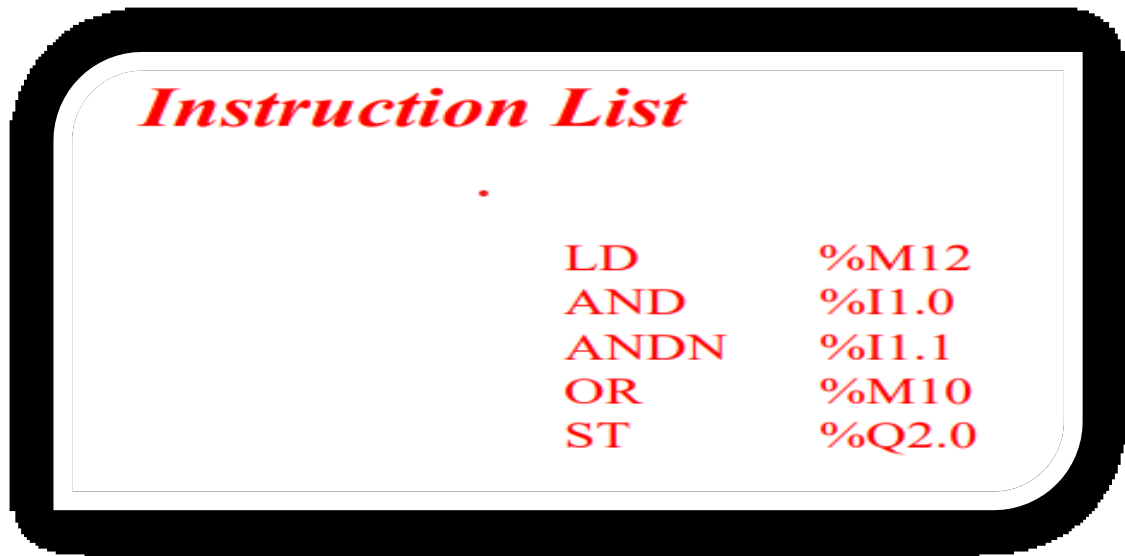 Instruction List
.
LD %M12
AND %I1.0
ANDN %I1.1
OR %M10
ST %Q2.0